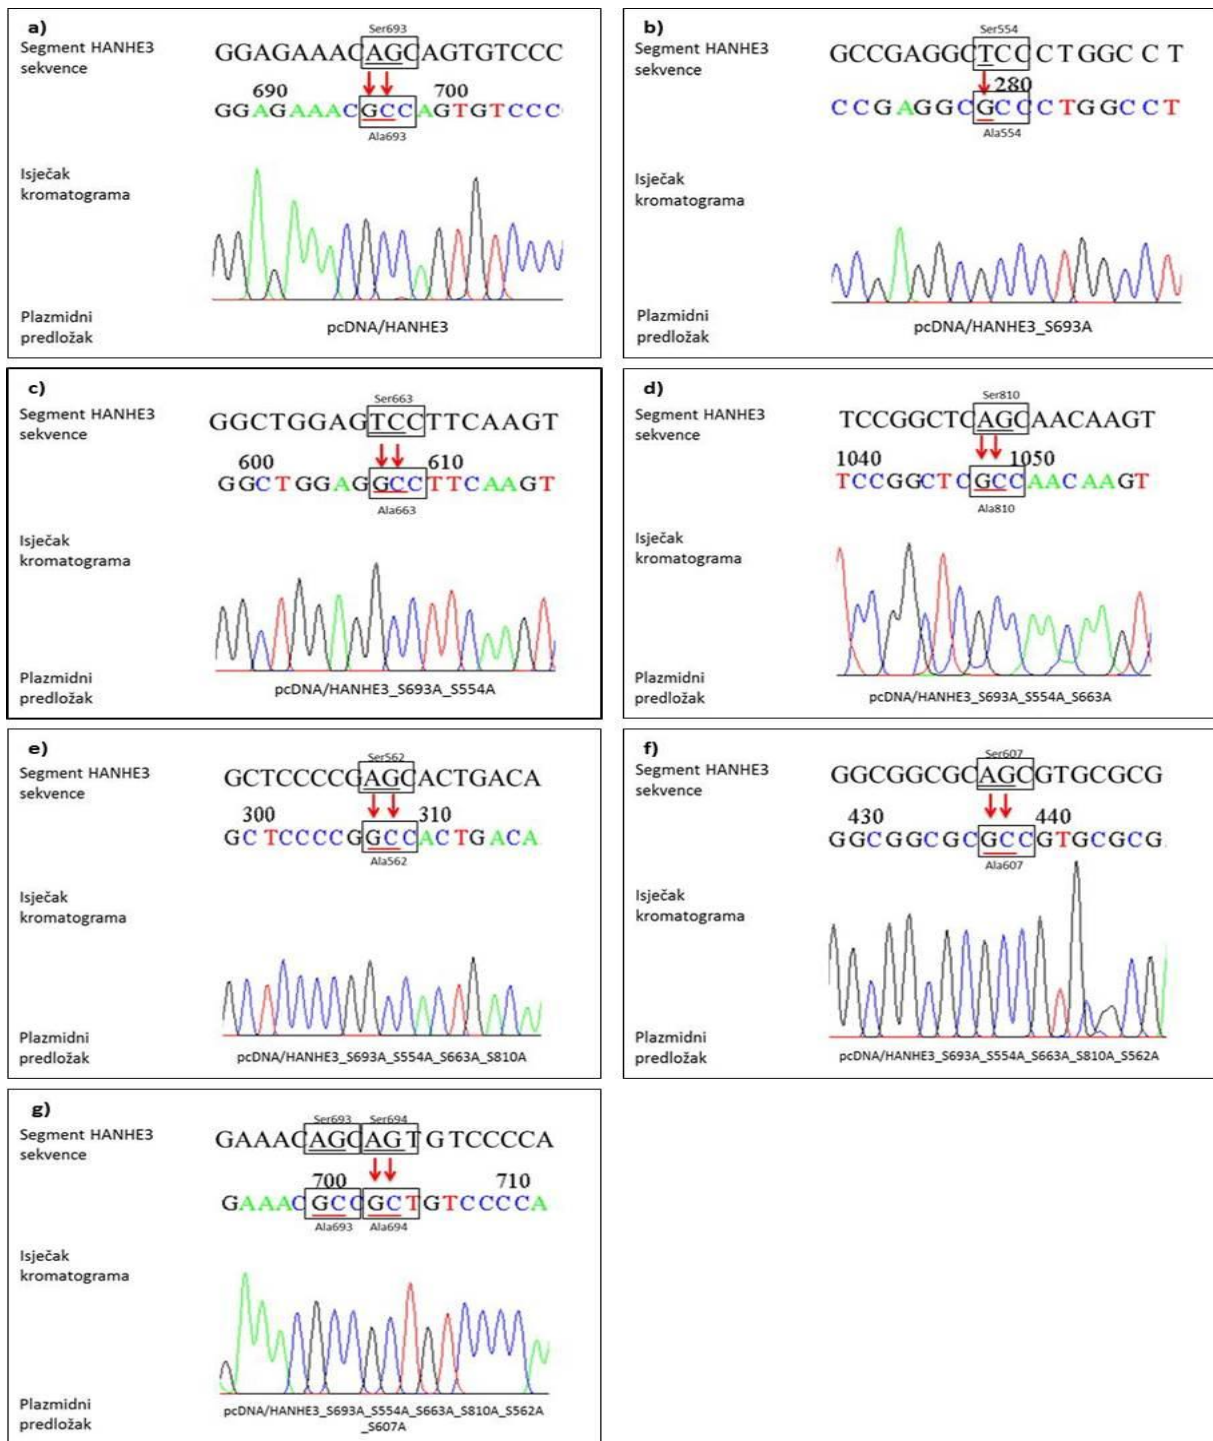 a)
Segment HANHE3
sekvence
Ser693
GGAGAAACAGCAGTGTCCC
690
700
GGAGAAACGCCAGTGTCCC
Ala693
Isječak
kromatograma
Plazmidni
predložak
pcDNA/HANHE3
b)
Segment HANHE3
sekvence
Ser554
GCCGAGGCTCCCTGGCC T
280
CCGAGGCGCCCTGGCCT
Ala554
Isječak
kromatograma
Plazmidni
predložak
pcDNA/HANHE3_S693A
c)
Segment HANHE3
sekvence
Ser663
GGCTGGAGTCCTTCAAGT
600
610
GGCTGGAGGCCTTCAAGT
Ala663
Isječak
kromatograma
Plazmidni
predložak
pcDNA/HANHE3_S693A_S554A
d)
Segment HANHE3
sekvence
Ser810
TCCGGCTCAGCAACAAGT
1040
1050
TCCGGCTCGCCAACAAGT
Ala810
Isječak
kromatograma
Plazmidni
predložak
pcDNA/HANHE3_S693A_S554A_S663A
e)
Segment HANHE3
sekvence
Ser562
GCTCCCCGAGCACTGACA
300
310
GCTCCCCGGCCACTGACA
Ala562
Isječak
kromatograma
Plazmidni
predložak
pcDNA/HANHE3_S693A_S554A_S663A_S810A
f)
Segment HANHE3
sekvence
Ser607
GGCGGCGCAGCGTGCGCG
430
440
GGCGGCGCGCCGTGCGCG
Ala607
Isječak
kromatograma
Plazmidni
predložak
pcDNA/HANHE3_S693A_S554A_S663A_S810A_S562A
g)
Segment HANHE3
sekvence
Ser693 Ser694
GAAACAGCAGTGTCCCCA
700
710
GAAACGCCGCTGTCCCCA
Ala693 Ala694
Isječak
kromatograma
Plazmidni
predložak
pcDNA/HANHE3_S693A_S554A_S663A_S810A_S562A
_S607A